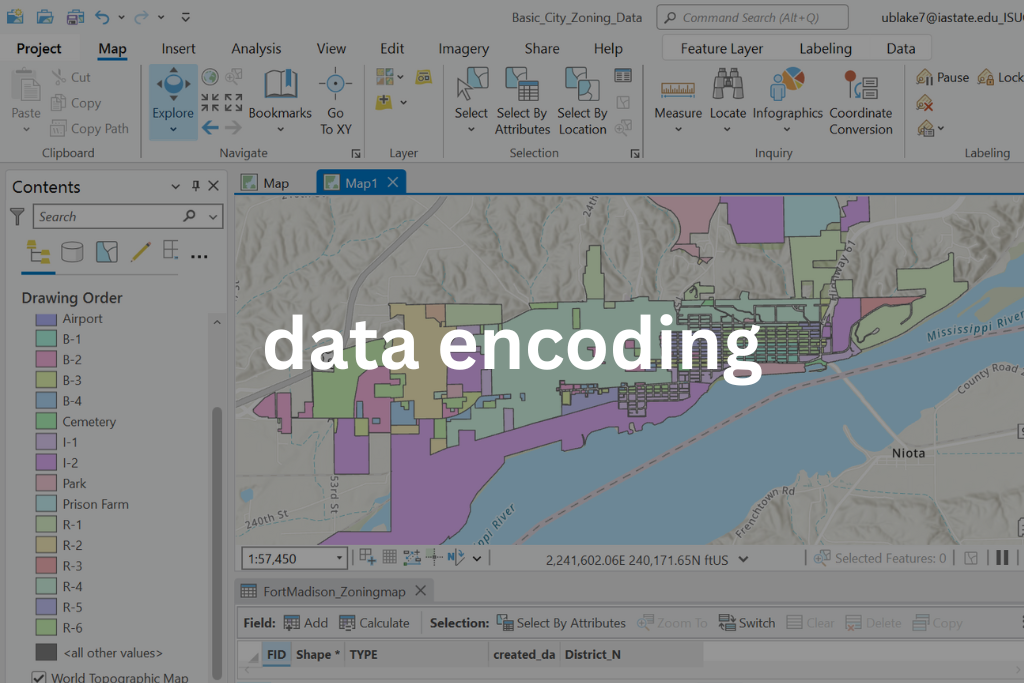 Basic_City_Zoning_Data
Command Search (Alt+Q)
ublake7@iastate.edu_ISU
Project Map Insert Analysis View Edit Imagery Share Help Feature Layer Labeling Data
Paste
Cut
Copy
Copy Path
Clipboard
Explore
Bookmarks
Go
To XY
Navigate
Layer
Select
Select By
Attributes
Select By
Location
Selection
Measure
Locate
Infographics
Coordinate
Conversion
Inquiry
Pause
Lock
Labeling
Contents
Search
Drawing Order
Airport
B-1
B-2
B-3
B-4
Cemetery
I-1
I-2
Park
Prison Farm
R-1
R-2
R-3
R-4
R-5
R-6
<all other values>
World Topographic Map
Map
Map1
24th
Highway 61
Mississippi River
County Road
data encoding
Niota
53rd St
240th St
ppi River
Frenchtown Rd
1:57,450
2,241,602.06E 240,171.65N ftUS
Selected Features: 0
FortMadison_Zoningmap
Field: Add Calculate Selection: Select By Attributes Zoom To Switch Clear Delete Copy
FID Shape * TYPE created_da District_N